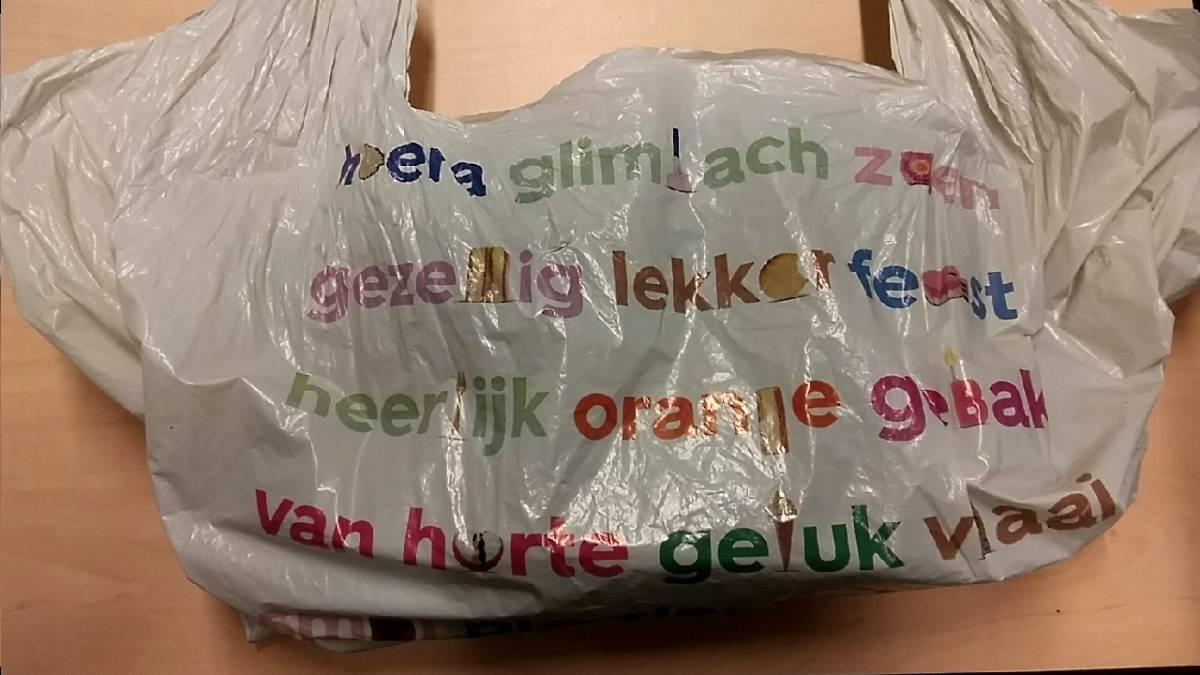 hoera glimlach zoen
gezellig lekker feest
heerlijk oranje gebak
van harte geluk vlaai